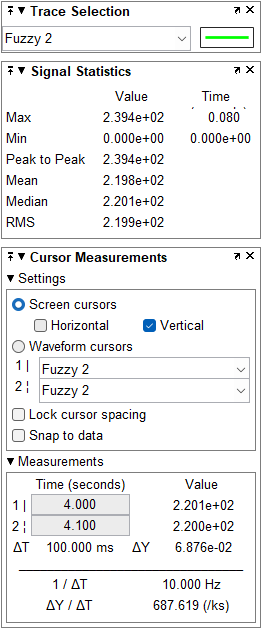 Trace Selection
Fuzzy 2
Signal Statistics
Value Time
Max 2.394e+02 0.080
Min 0.000e+00 0.000e+00
Peak to Peak 2.394e+02
Mean 2.198e+02
Median 2.201e+02
RMS 2.199e+02
Cursor Measurements
Settings
Screen cursors
Horizontal Vertical
Waveform cursors
1 | Fuzzy 2
2 ¦ Fuzzy 2
Lock cursor spacing
Snap to data
Measurements
Time (seconds) Value
1 | 4.000 2.201e+02
2 ¦ 4.100 2.200e+02
ΔT 100.000 ms ΔY 6.876e-02
1 / ΔT 10.000 Hz
ΔY / ΔT 687.619 (/ks)